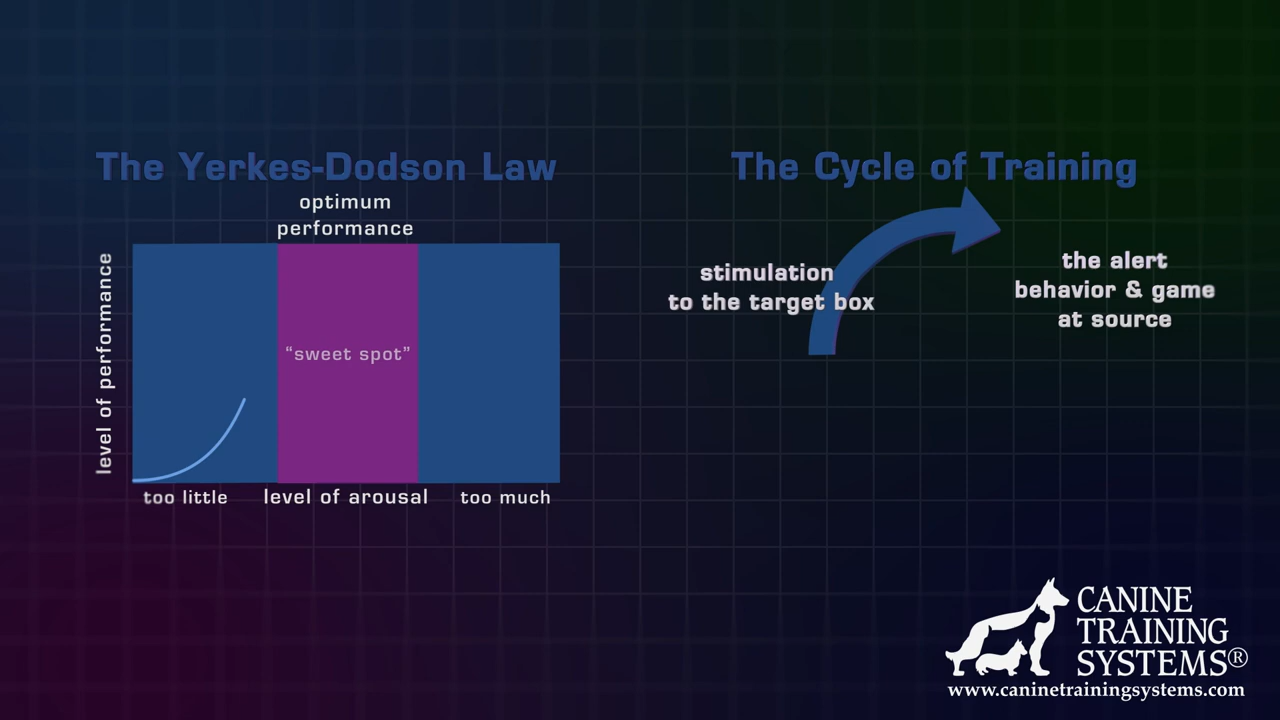 The Yerkes-Dodson Law
optimum
performance
level of performance
“sweet spot”
too little
level of arousal
too much
The Cycle of Training
stimulation
to the target box
the alert
behavior & game
at source
CANINE
TRAINING
SYSTEMS®
www.caninetrainingsystems.com